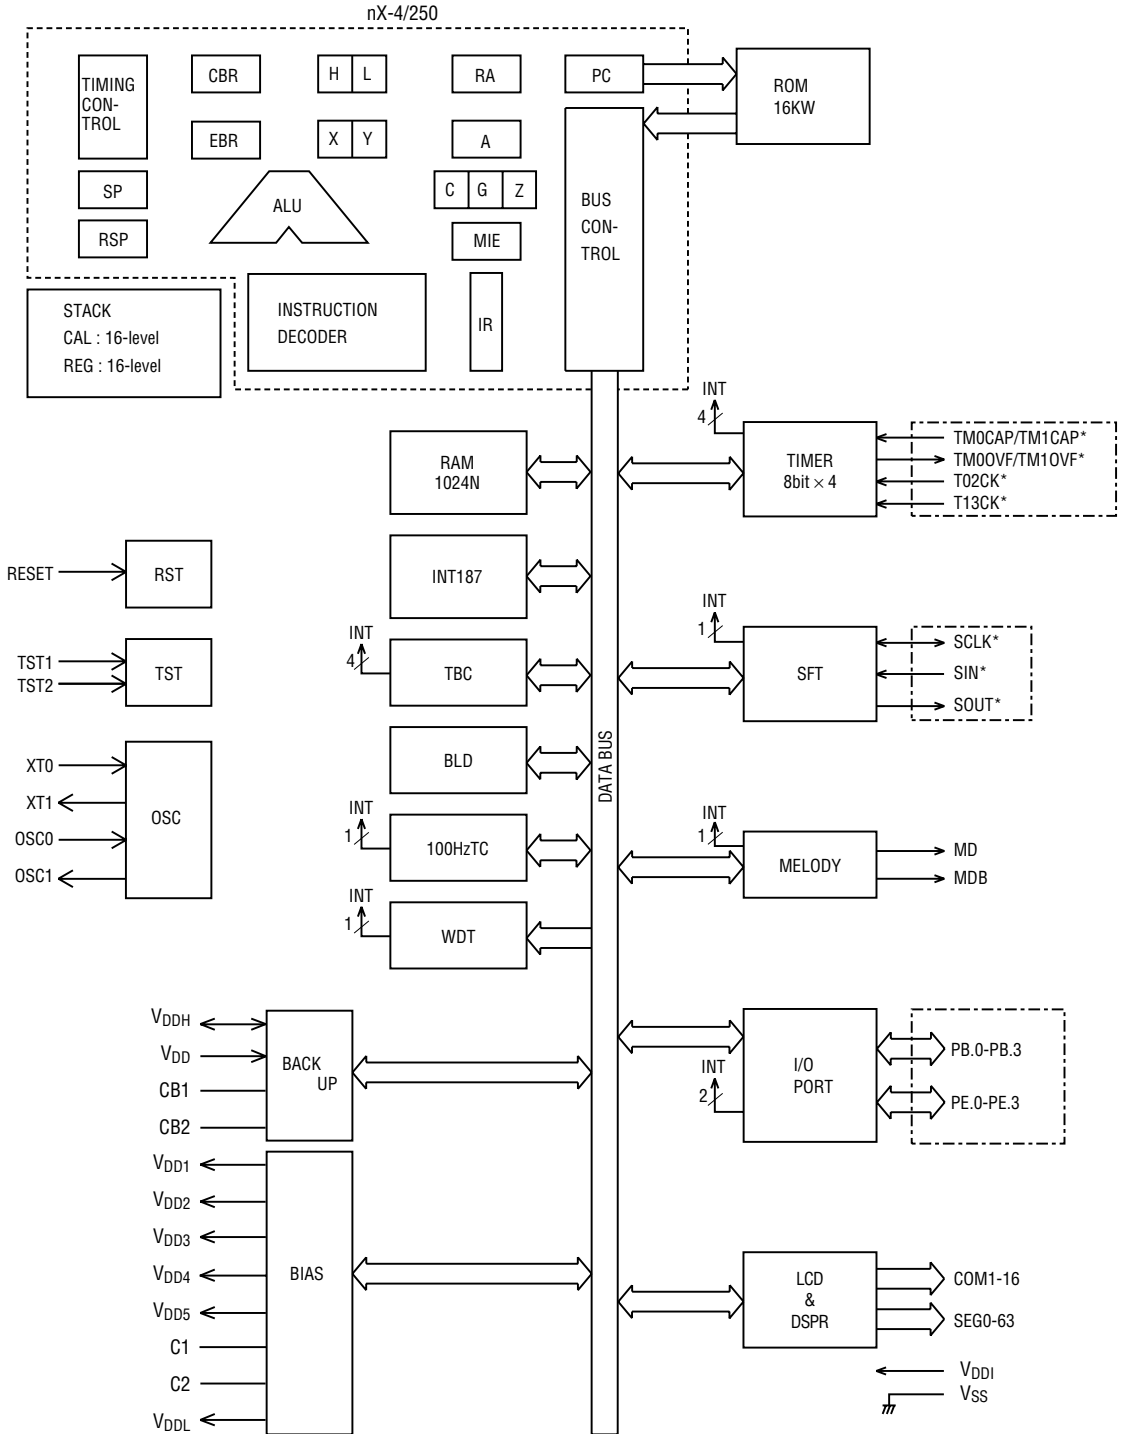 nX-4/250
TIMING
CON-
TROL
CBR
H L
RA
PC
ROM
16KW
EBR
X Y
A
SP
ALU
C G Z
BUS
CON-
TROL
RSP
MIE
STACK
CAL : 16-level
REG : 16-level
INSTRUCTION
DECODER
IR
INT
4
RAM
1024N
TIMER
8bit × 4
TM0CAP/TM1CAP*
TM0OVF/TM1OVF*
T02CK*
T13CK*
RESET
RST
INT187
INT
1
TST1
TST2
TST
INT
4
TBC
SFT
SCLK*
SIN*
SOUT*
DATA BUS
XT0
XT1
OSC0
OSC1
OSC
BLD
INT
1
100HzTC
INT
1
MELODY
MD
MDB
INT
1
WDT
VDDH
VDD
CB1
CB2
BACK
UP
INT
2
I/O
PORT
PB.0-PB.3
PE.0-PE.3
VDD1
VDD2
VDD3
VDD4
VDD5
C1
C2
VDDL
BIAS
LCD
&
DSPR
COM1-16
SEG0-63
VDDI
VSS